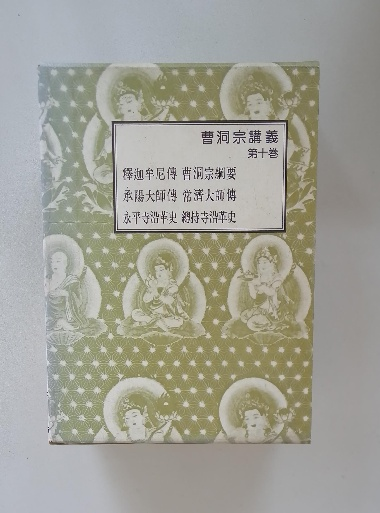 曹洞宗講義
第十巻
釋迦牟尼傳 曹洞宗綱要
承陽大師傳 常濟大師傳
永平寺沿革史 總持寺沿革史